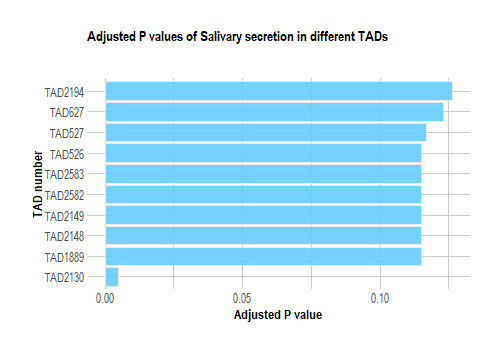 Adjusted P values of Salivary secretion in different TADs
TAD number
TAD2194
TAD627
TAD527
TAD526
TAD2583
TAD2582
TAD2149
TAD2148
TAD1889
TAD2130
0.00 0.05 0.10
Adjusted P value